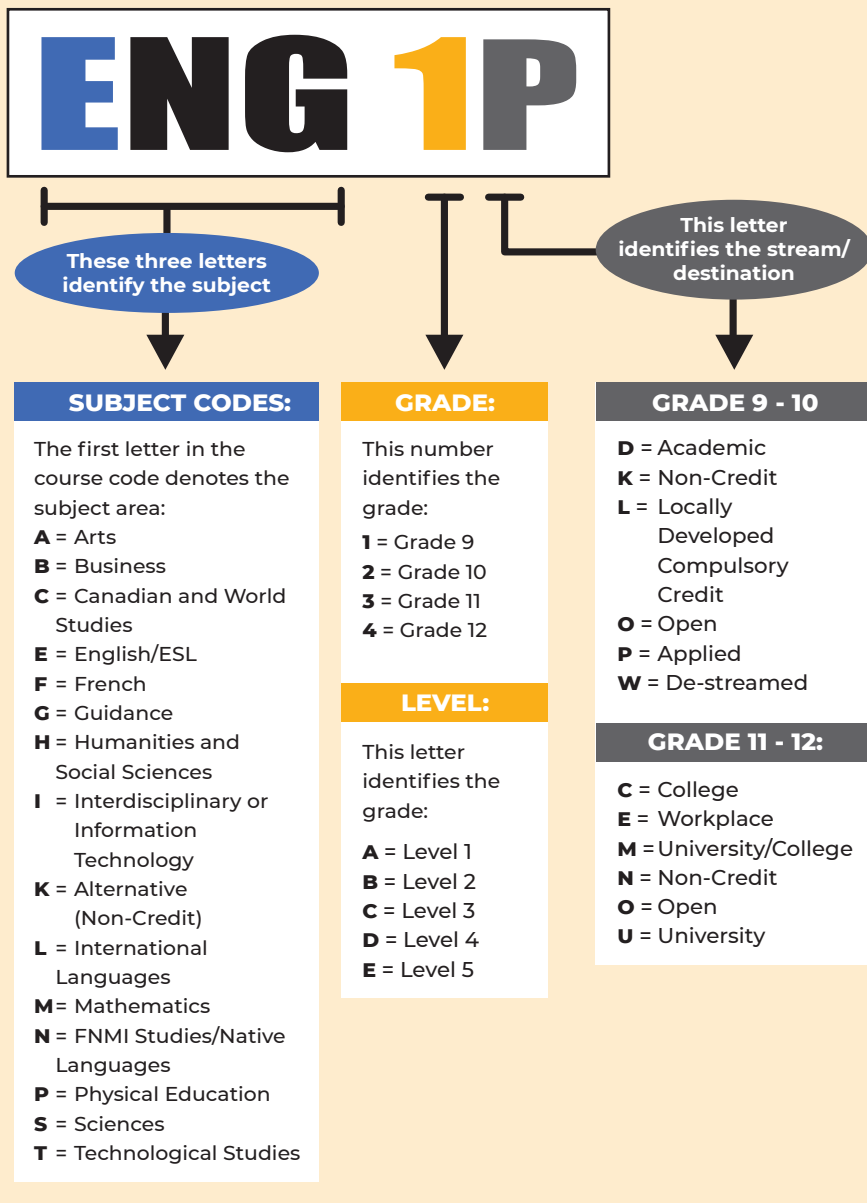 ENG 1P
These three letters
identify the subject
This letter
identifies the stream/
destination
SUBJECT CODES:
The first letter in the
course code denotes the
subject area:
A = Arts
B = Business
C = Canadian and World
Studies
E = English/ESL
F = French
G = Guidance
H = Humanities and
Social Sciences
I = Interdisciplinary or
Information
Technology
K = Alternative
(Non-Credit)
L = International
Languages
M = Mathematics
N = FNMI Studies/Native
Languages
P = Physical Education
S = Sciences
T = Technological Studies
GRADE:
This number
identifies the
grade:
1 = Grade 9
2 = Grade 10
3 = Grade 11
4 = Grade 12
LEVEL:
This letter
identifies the
grade:
A = Level 1
B = Level 2
C = Level 3
D = Level 4
E = Level 5
GRADE 9 - 10
D = Academic
K = Non-Credit
L = Locally
Developed
Compulsory
Credit
O = Open
P = Applied
W = De-streamed
GRADE 11 - 12:
C = College
E = Workplace
M = University/College
N = Non-Credit
O = Open
U = University